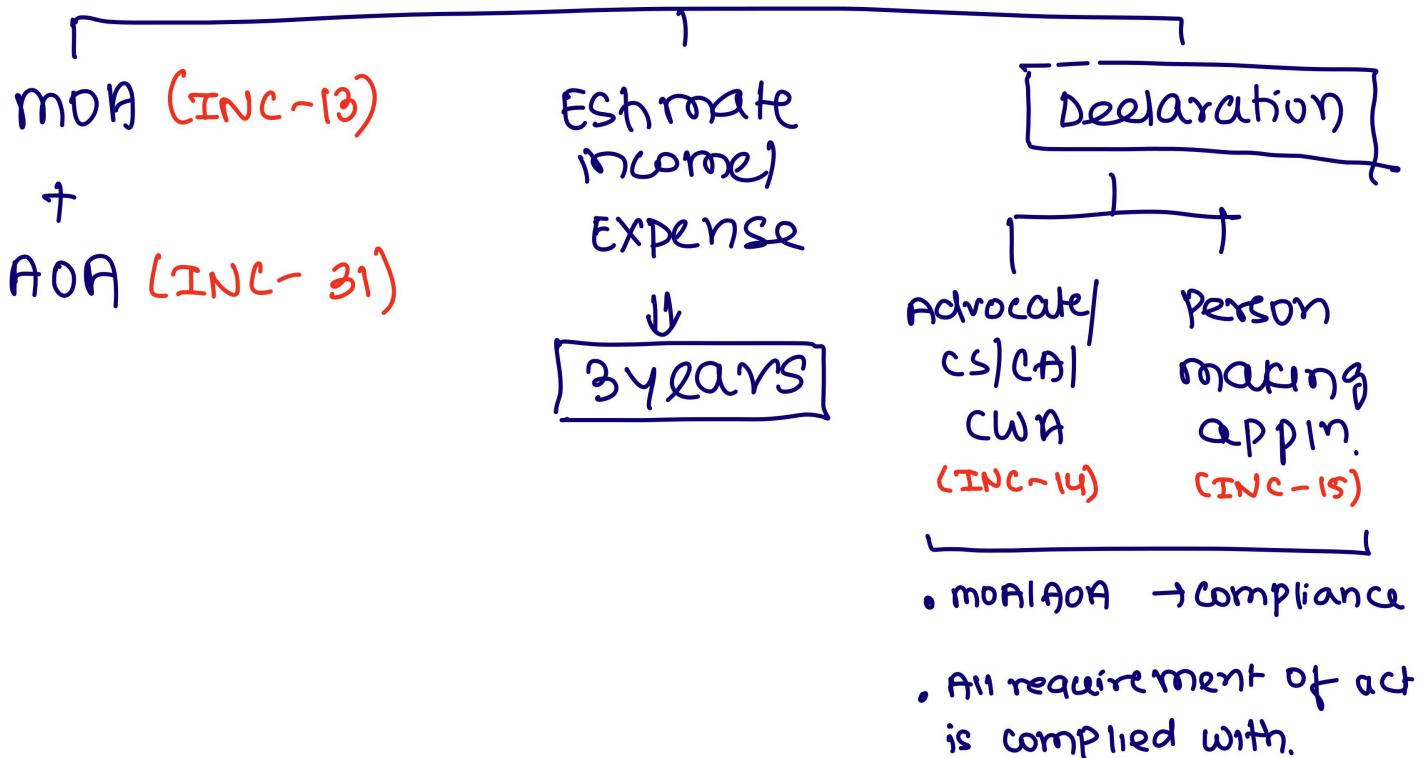 MOA (INC-13)
+
AOA (INC-31)
Estimate
income/
Expense
⇓
3 years
Declaration
Advocate/
CS/CA/
CWA
(INC-14)
Person
making
appln.
(INC-15)
• MOA/AOA → compliance
• All requirement of act
is complied with.